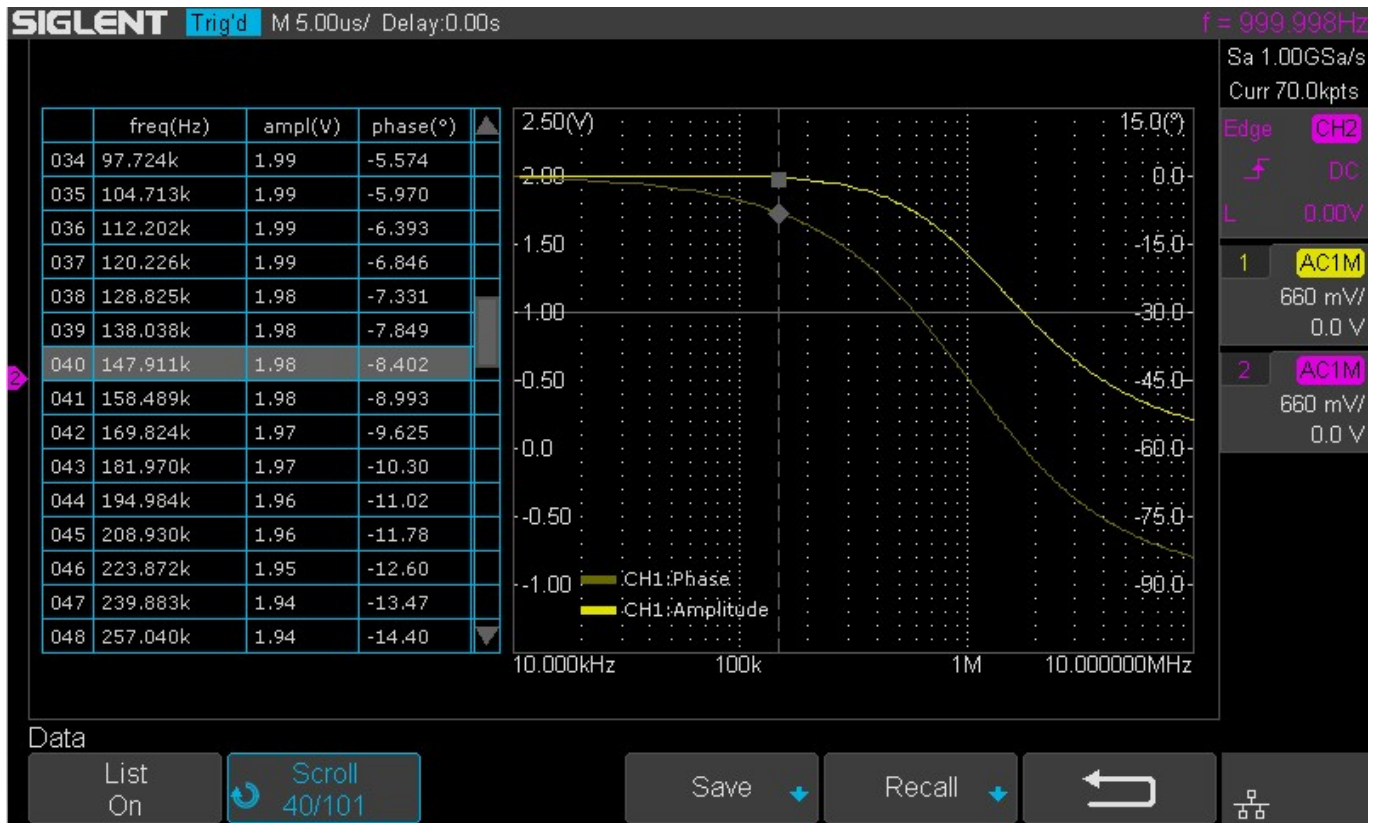 SIGLENT Trig'd M 5.00us/ Delay:0.00s f = 999.998Hz
Sa 1.00GSa/s
Curr 70.0kpts
Edge CH2
DC
L 0.00V
1 AC1M
660 mV/
0.0 V
2 AC1M
660 mV/
0.0 V
freq(Hz) ampl(V) phase(°)
034 97.724k 1.99 -5.574
035 104.713k 1.99 -5.970
036 112.202k 1.99 -6.393
037 120.226k 1.99 -6.846
038 128.825k 1.98 -7.331
039 138.038k 1.98 -7.849
040 147.911k 1.98 -8.402
041 158.489k 1.98 -8.993
042 169.824k 1.97 -9.625
043 181.970k 1.97 -10.30
044 194.984k 1.96 -11.02
045 208.930k 1.96 -11.78
046 223.872k 1.95 -12.60
047 239.883k 1.94 -13.47
048 257.040k 1.94 -14.40
2.50(V) 15.0(°)
2.00 0.0
1.50 -15.0
1.00 -30.0
0.50 -45.0
0.0 -60.0
-0.50 -75.0
-1.00 -90.0
CH1:Phase
CH1:Amplitude
10.000kHz 100k 1M 10.000000MHz
2
Data
List
On
Scroll
40/101
Save
Recall